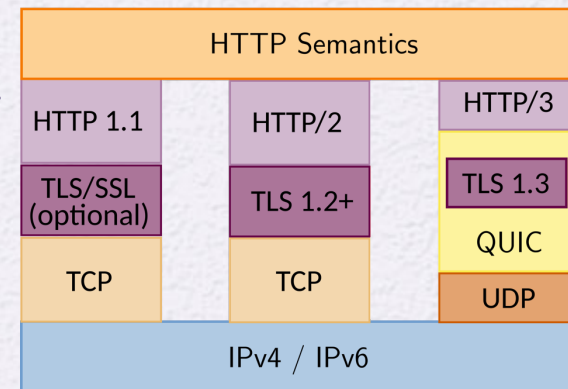 HTTP Semantics
HTTP 1.1
TLS/SSL
(optional)
TCP
HTTP/2
TLS 1.2+
TCP
HTTP/3
TLS 1.3
QUIC
UDP
IPv4 / IPv6